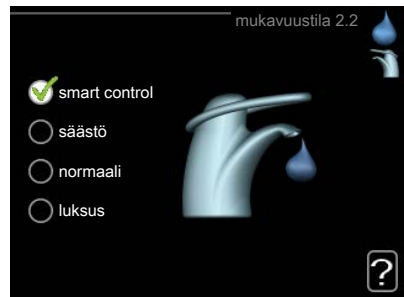 mukavuustila 2.2
smart control
säästö
normaali
luksus
?